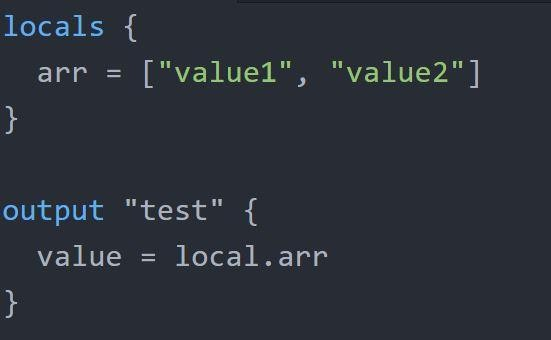 locals {
  arr = ["value1", "value2"]
}

output "test" {
  value = local.arr
}